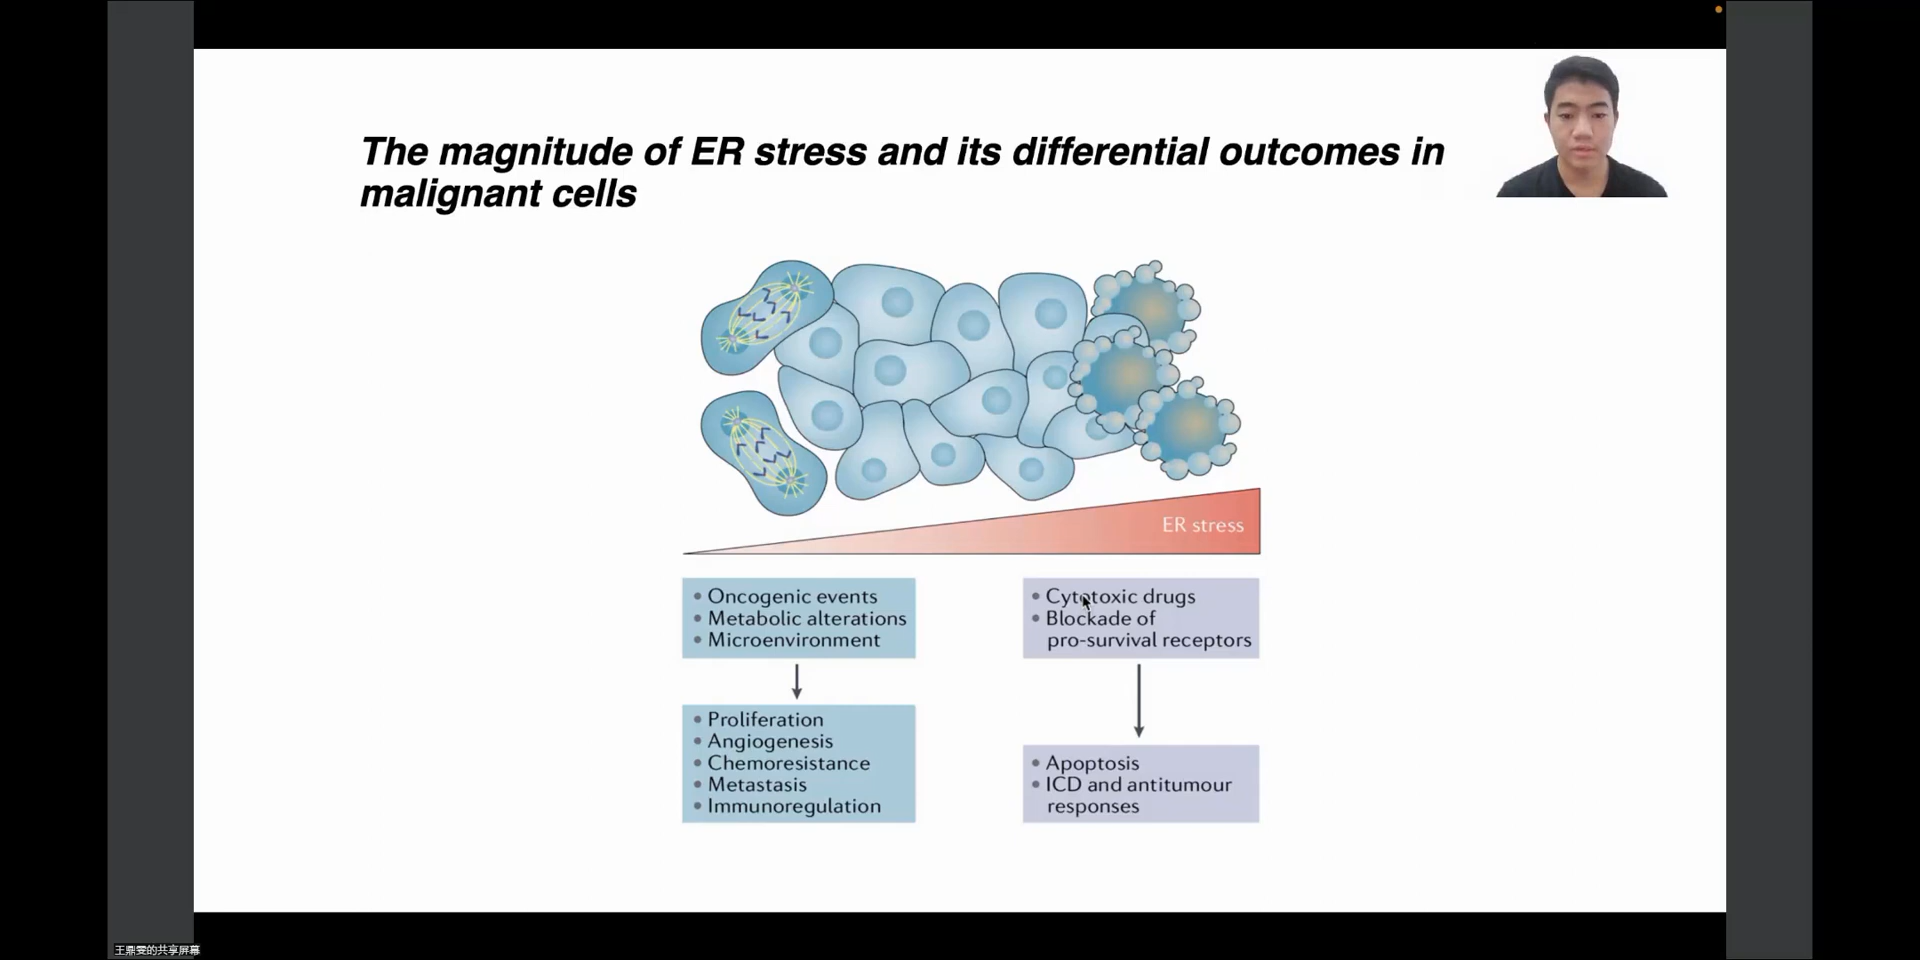 The magnitude of ER stress and its differential outcomes in
malignant cells
ER stress
• Oncogenic events
• Metabolic alterations
• Microenvironment
• Cytotoxic drugs
• Blockade of
pro-survival receptors
• Proliferation
• Angiogenesis
• Chemoresistance
• Metastasis
• Immunoregulation
• Apoptosis
• ICD and antitumour
responses
王鼎雯的共享屏幕